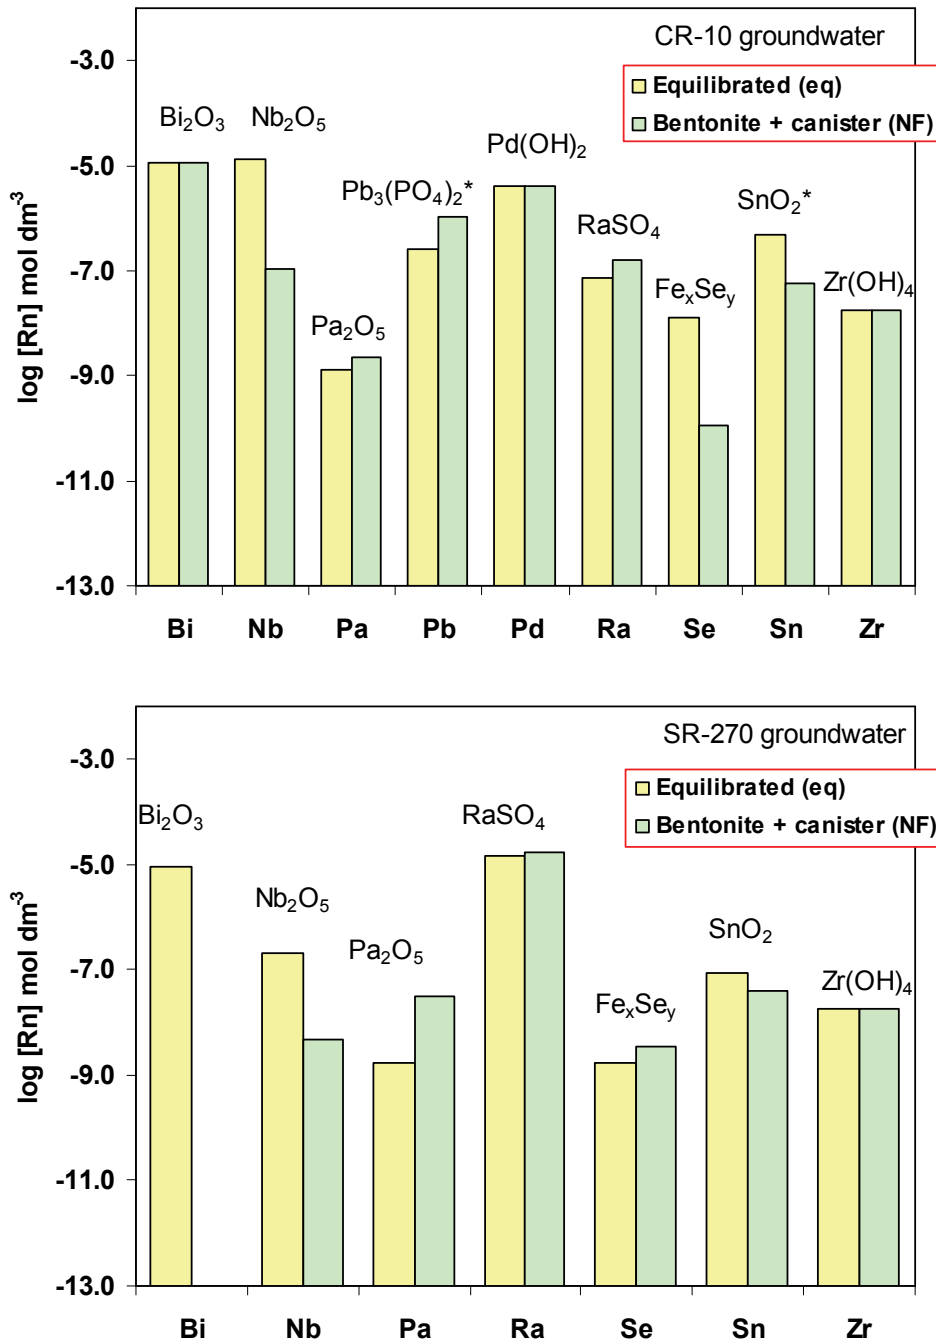 CR-10 groundwater
Equilibrated (eq)
Bentonite + canister (NF)
log [Rn] mol dm⁻³
-3.0
-5.0
-7.0
-9.0
-11.0
-13.0
Bi₂O₃
Nb₂O₅
Pa₂O₅
Pb₃(PO₄)₂*
Pd(OH)₂
RaSO₄
FeₓSeᵧ
SnO₂*
Zr(OH)₄
Bi Nb Pa Pb Pd Ra Se Sn Zr
SR-270 groundwater
Equilibrated (eq)
Bentonite + canister (NF)
log [Rn] mol dm⁻³
-3.0
-5.0
-7.0
-9.0
-11.0
-13.0
Bi₂O₃
Nb₂O₅
Pa₂O₅
RaSO₄
FeₓSeᵧ
SnO₂
Zr(OH)₄
Bi Nb Pa Ra Se Sn Zr